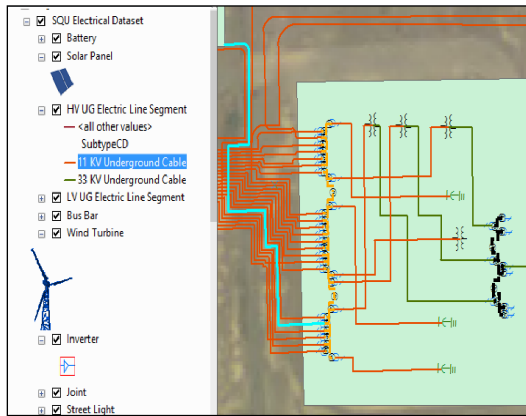 SQU Electrical Dataset
Battery
Solar Panel
HV UG Electric Line Segment
<all other values>
SubtypeCD
11 KV Underground Cable
33 KV Underground Cable
LV UG Electric Line Segment
Bus Bar
Wind Turbine
Inverter
Joint
Street Light